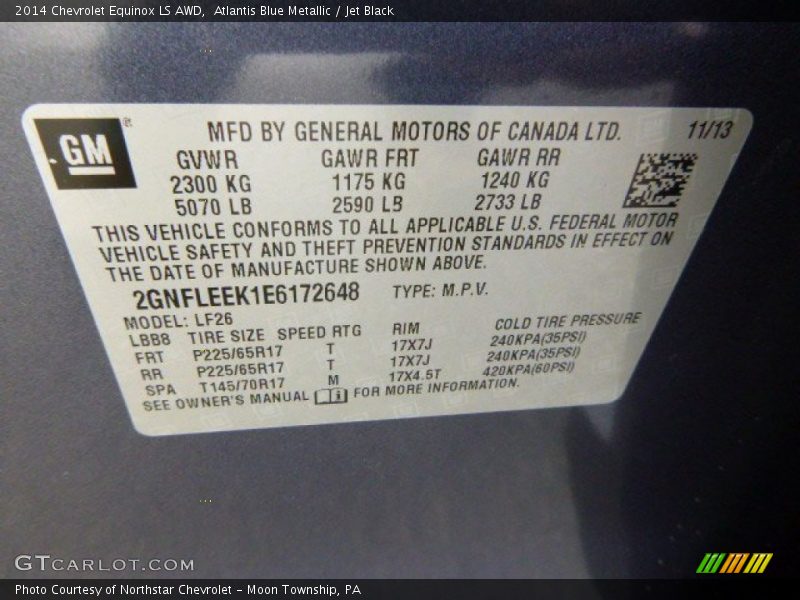 2014 Chevrolet Equinox LS AWD,  Atlantis Blue Metallic / Jet Black
GM®
MFD BY GENERAL MOTORS OF CANADA LTD. 11/13
GVWR GAWR FRT GAWR RR
2300 KG 1175 KG 1240 KG
5070 LB 2590 LB 2733 LB
THIS VEHICLE CONFORMS TO ALL APPLICABLE U.S. FEDERAL MOTOR
VEHICLE SAFETY AND THEFT PREVENTION STANDARDS IN EFFECT ON
THE DATE OF MANUFACTURE SHOWN ABOVE.
2GNFLEEK1E6172648 TYPE: M.P.V.
MODEL: LF26
LBB8 TIRE SIZE SPEED RTG RIM COLD TIRE PRESSURE
FRT P225/65R17 T 17X7J 240KPA(35PSI)
RR P225/65R17 T 17X7J 240KPA(35PSI)
SPA T145/70R17 M 17X4.5T 420KPA(60PSI)
SEE OWNER'S MANUAL i FOR MORE INFORMATION.
GTCARLOT.COM
Photo Courtesy of Northstar Chevrolet - Moon Township, PA